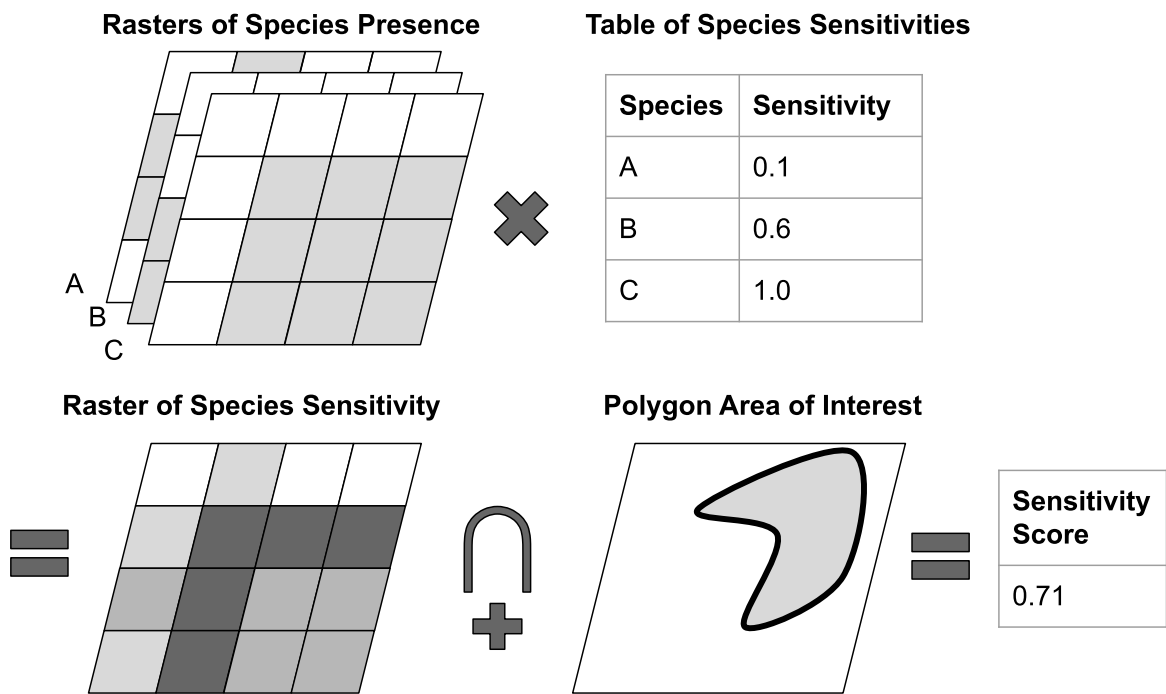 Rasters of Species Presence
Table of Species Sensitivities
Species Sensitivity
A 0.1
B 0.6
C 1.0
A
B
C
Raster of Species Sensitivity
Polygon Area of Interest
Sensitivity
Score
0.71